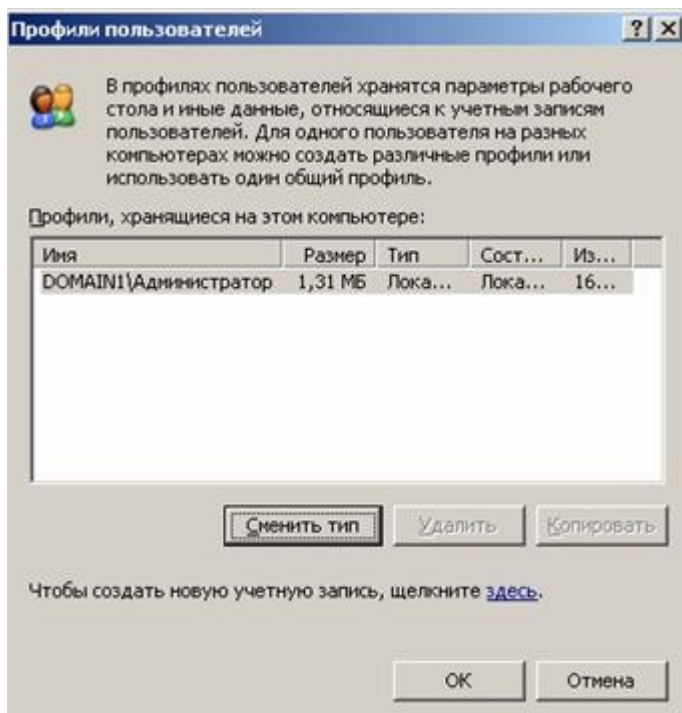 Профили пользователей
В профилях пользователей хранятся параметры рабочего
стола и иные данные, относящиеся к учетным записям
пользователей. Для одного пользователя на разных
компьютерах можно создать различные профили или
использовать один общий профиль.
Профили, хранящиеся на этом компьютере:
Имя Размер Тип Сост... Из...
DOMAIN1\Администратор 1,31 МБ Лока... Лока... 16...
Сменить тип Удалить Копировать
Чтобы создать новую учетную запись, щелкните здесь.
ОК Отмена